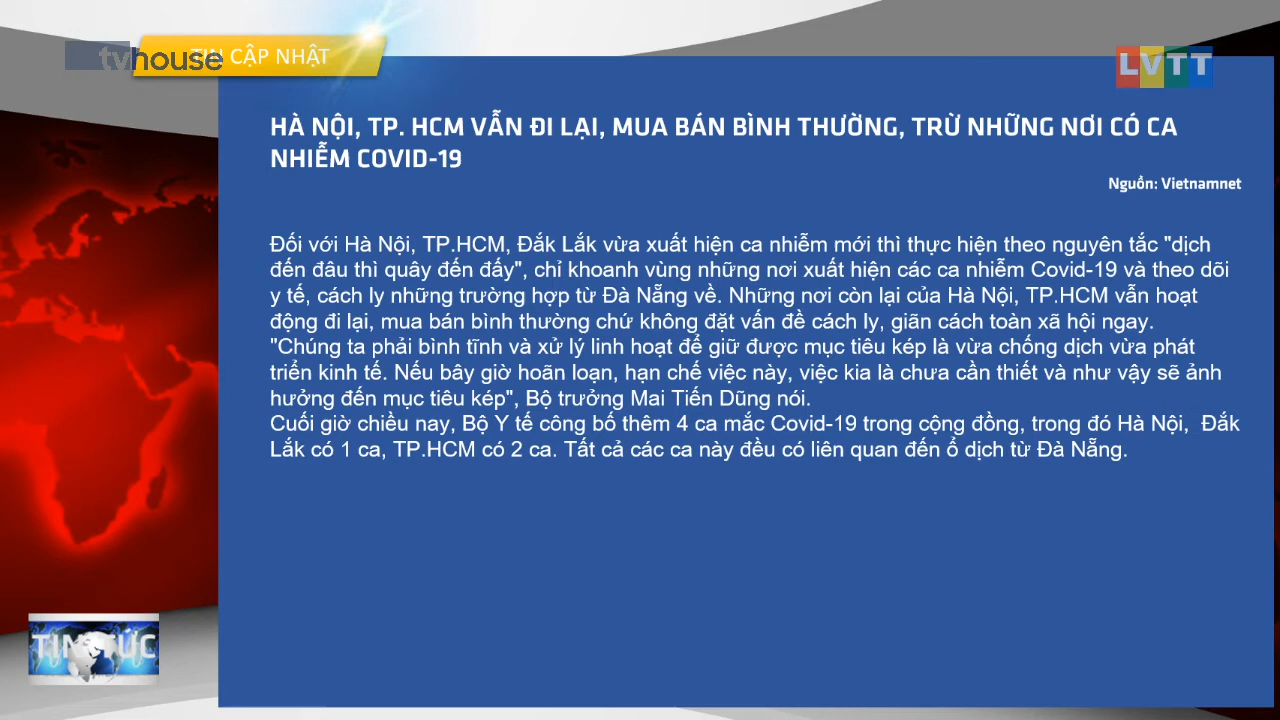 tvhouse
TIN CẬP NHẬT
LVTT
HÀ NỘI, TP. HCM VẪN ĐI LẠI, MUA BÁN BÌNH THƯỜNG, TRỪ NHỮNG NƠI CÓ CA
NHIỄM COVID-19
Nguồn: Vietnamnet
Đối với Hà Nội, TP.HCM, Đắk Lắk vừa xuất hiện ca nhiễm mới thì thực hiện theo nguyên tắc "dịch
đến đâu thì quây đến đấy", chỉ khoanh vùng những nơi xuất hiện các ca nhiễm Covid-19 và theo dõi
y tế, cách ly những trường hợp từ Đà Nẵng về. Những nơi còn lại của Hà Nội, TP.HCM vẫn hoạt
động đi lại, mua bán bình thường chứ không đặt vấn đề cách ly, giãn cách toàn xã hội ngay.
"Chúng ta phải bình tĩnh và xử lý linh hoạt để giữ được mục tiêu kép là vừa chống dịch vừa phát
triển kinh tế. Nếu bây giờ hoãn loạn, hạn chế việc này, việc kia là chưa cần thiết và như vậy sẽ ảnh
hưởng đến mục tiêu kép", Bộ trưởng Mai Tiến Dũng nói.
Cuối giờ chiều nay, Bộ Y tế công bố thêm 4 ca mắc Covid-19 trong cộng đồng, trong đó Hà Nội,  Đắk
Lắk có 1 ca, TP.HCM có 2 ca. Tất cả các ca này đều có liên quan đến ổ dịch từ Đà Nẵng.
TIN TỨC